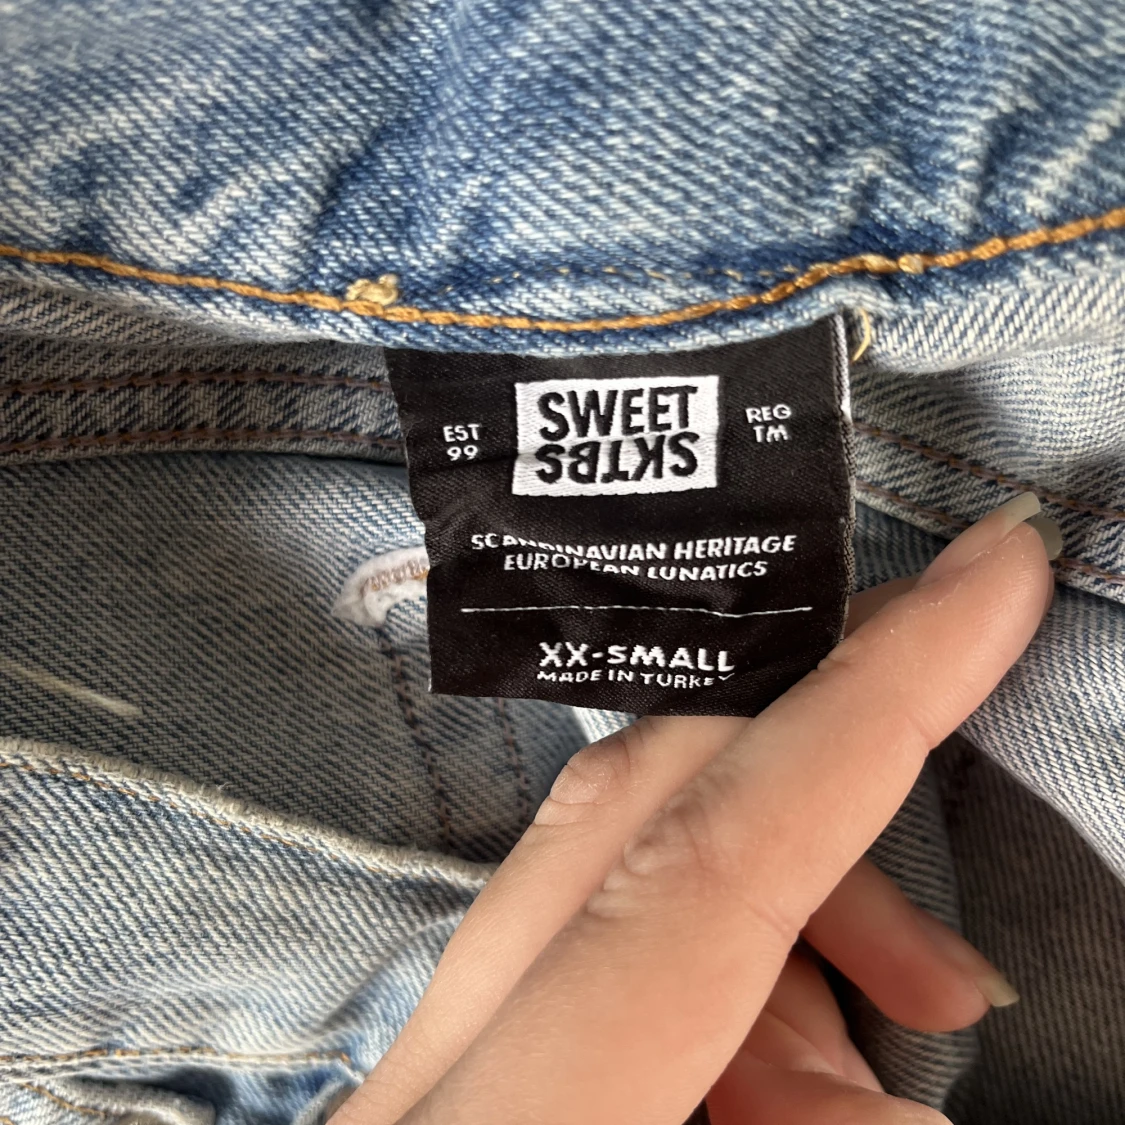 SWEET
SKTBS
EST
99
REG
TM
SCANDINAVIAN HERITAGE
EUROPEAN LUNATICS
XX-SMALL
MADE IN TURKEY